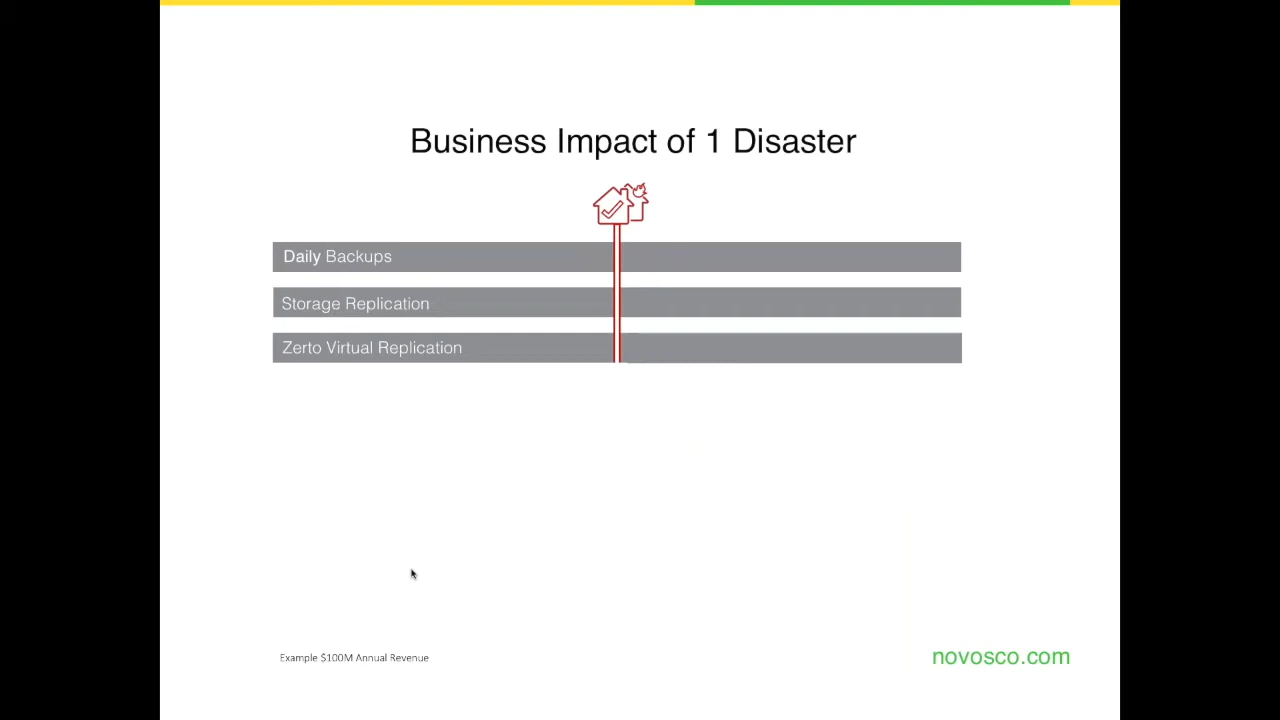 Business Impact of 1 Disaster
Daily Backups
Storage Replication
Zerto Virtual Replication
Example $100M Annual Revenue
novosco.com